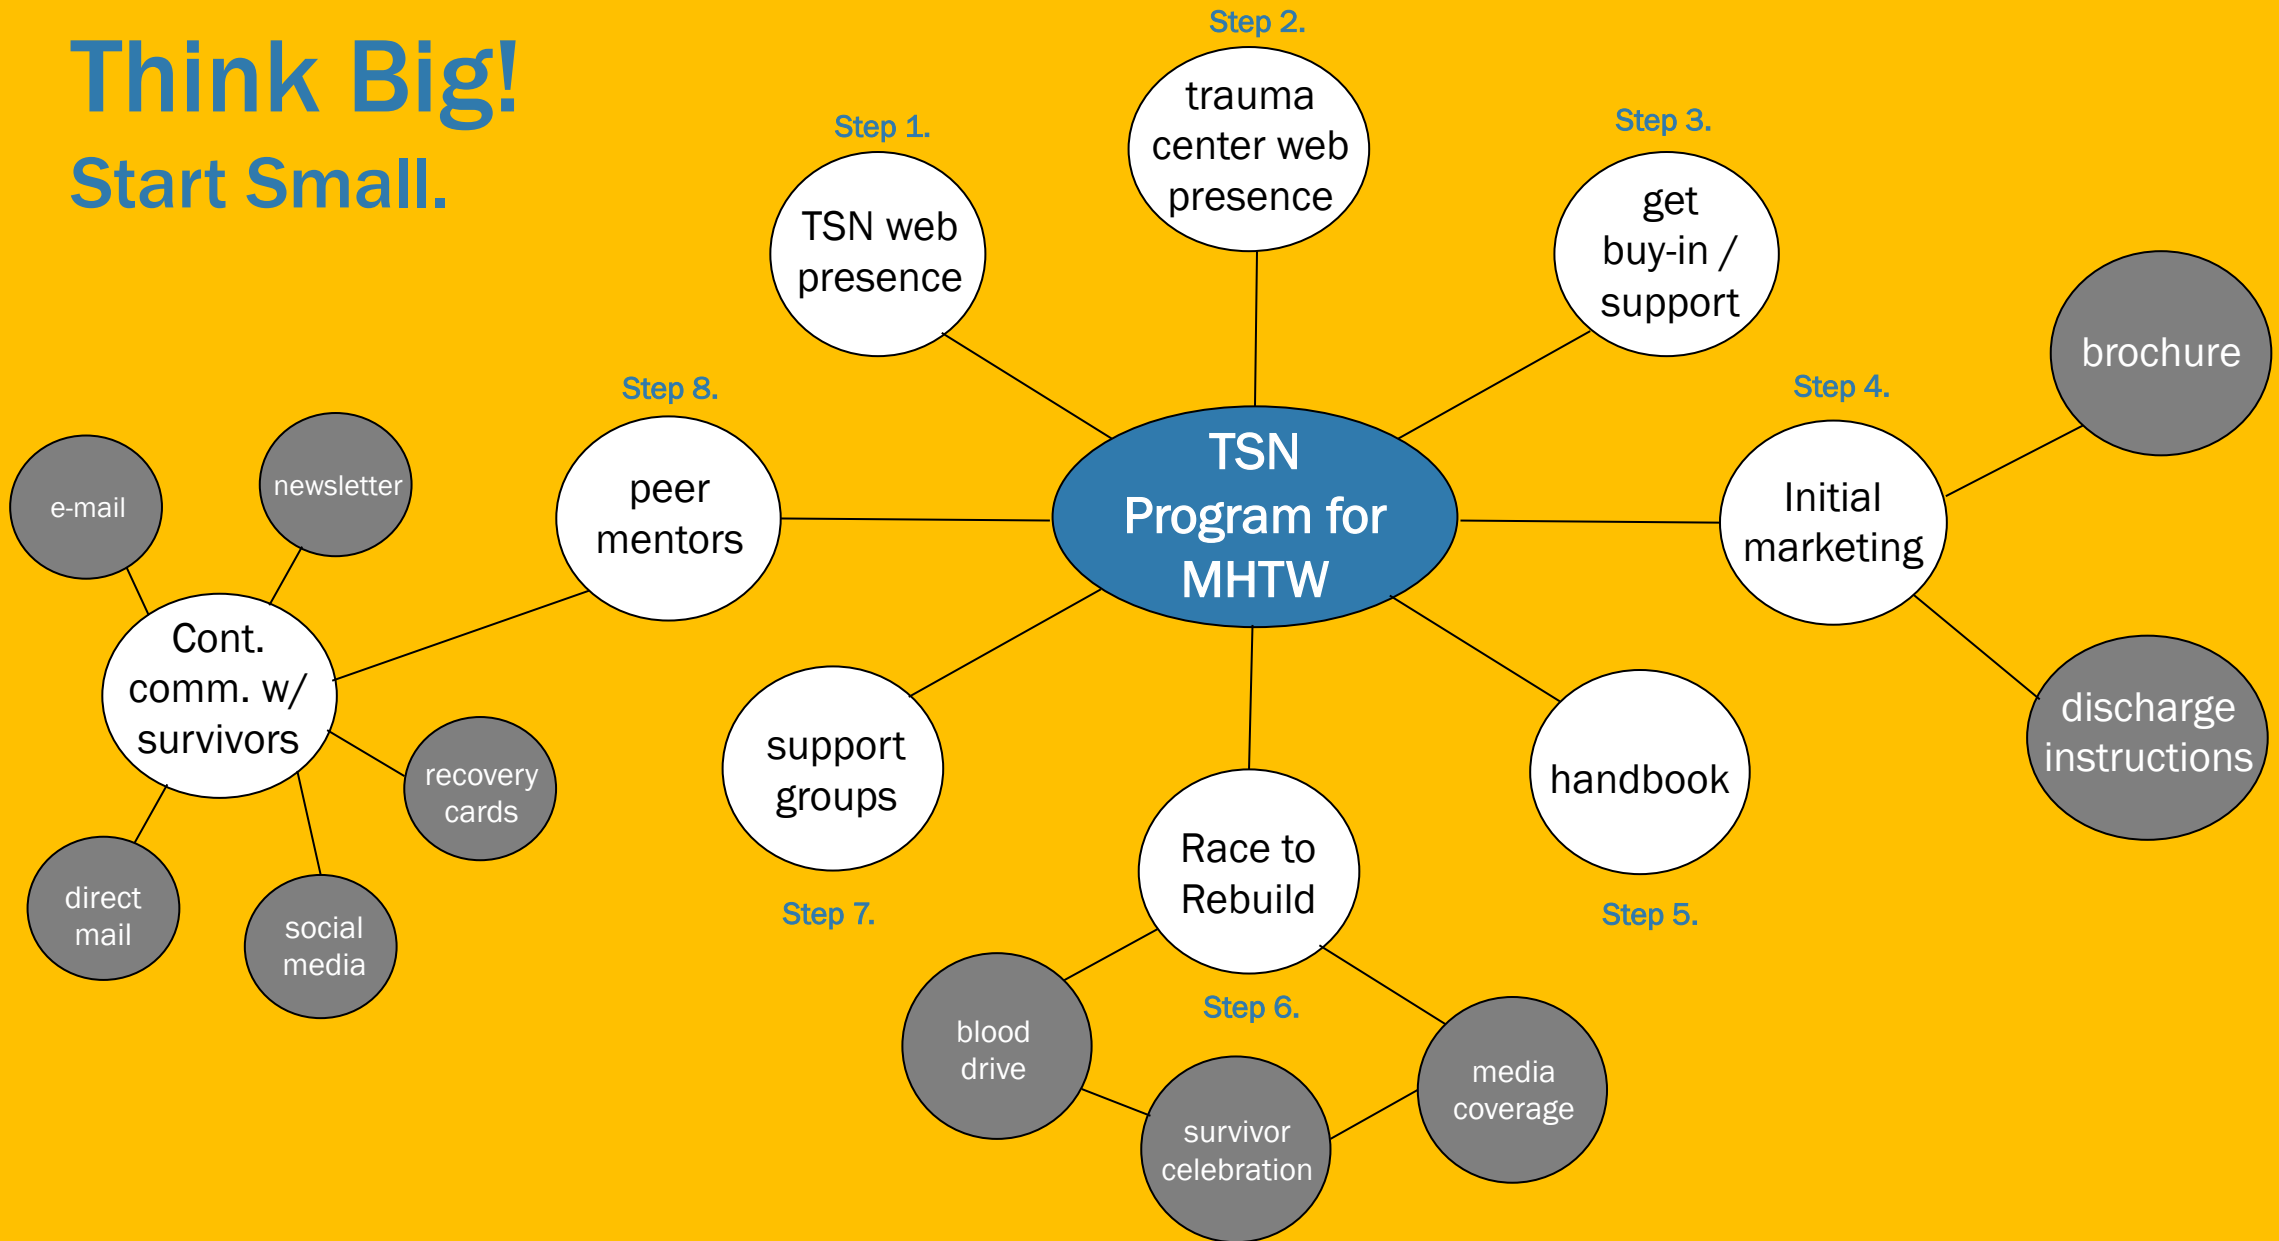 Think Big!
Start Small.
Step 1.
TSN web
presence
Step 2.
trauma
center web
presence
Step 3.
get
buy-in /
support
Step 4.
Initial
marketing
brochure
discharge
instructions
TSN
Program for
MHTW
handbook
Step 5.
Race to
Rebuild
Step 6.
blood
drive
survivor
celebration
media
coverage
support
groups
Step 7.
Step 8.
peer
mentors
Cont.
comm. w/
survivors
e-mail
newsletter
recovery
cards
social
media
direct
mail